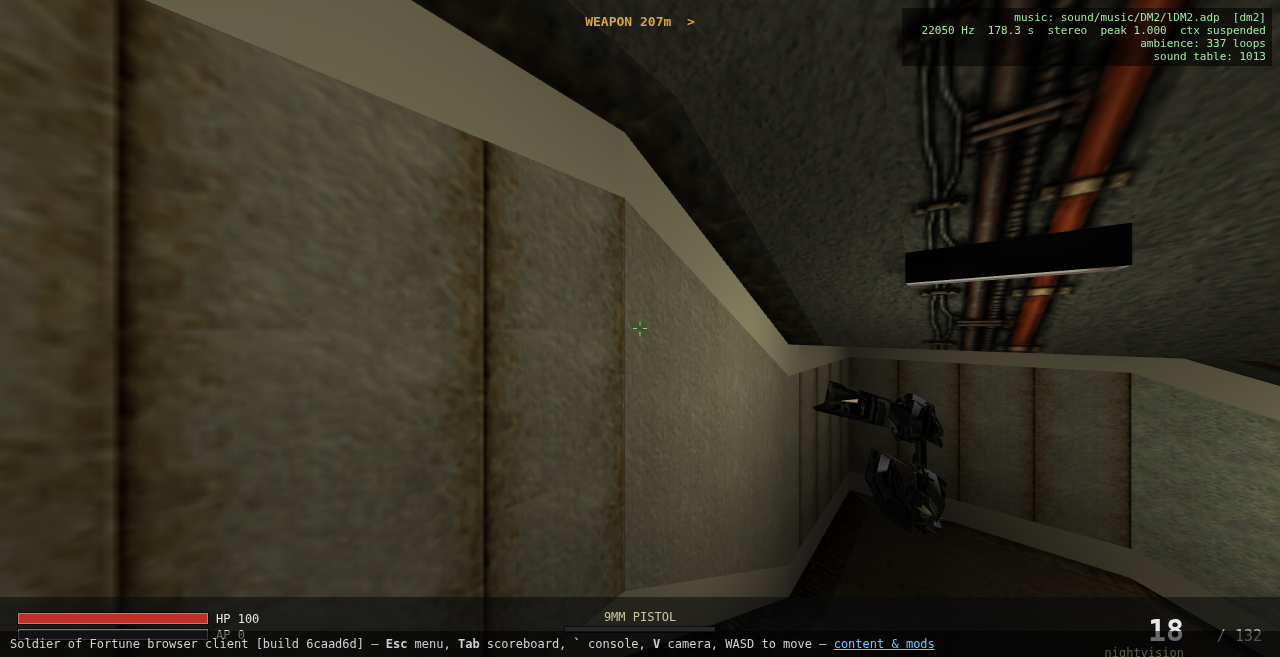 WEAPON 207m >
music: sound/music/DM2/lDM2.adp [dm2]
22050 Hz 178.3 s stereo peak 1.000 ctx suspended
ambience: 337 loops
sound table: 1013
HP 100
AP 0
9MM PISTOL
18 / 132
nightvision
Soldier of Fortune browser client [build 6caad6d] — Esc menu, Tab scoreboard, ` console, V camera, WASD to move — content & mods